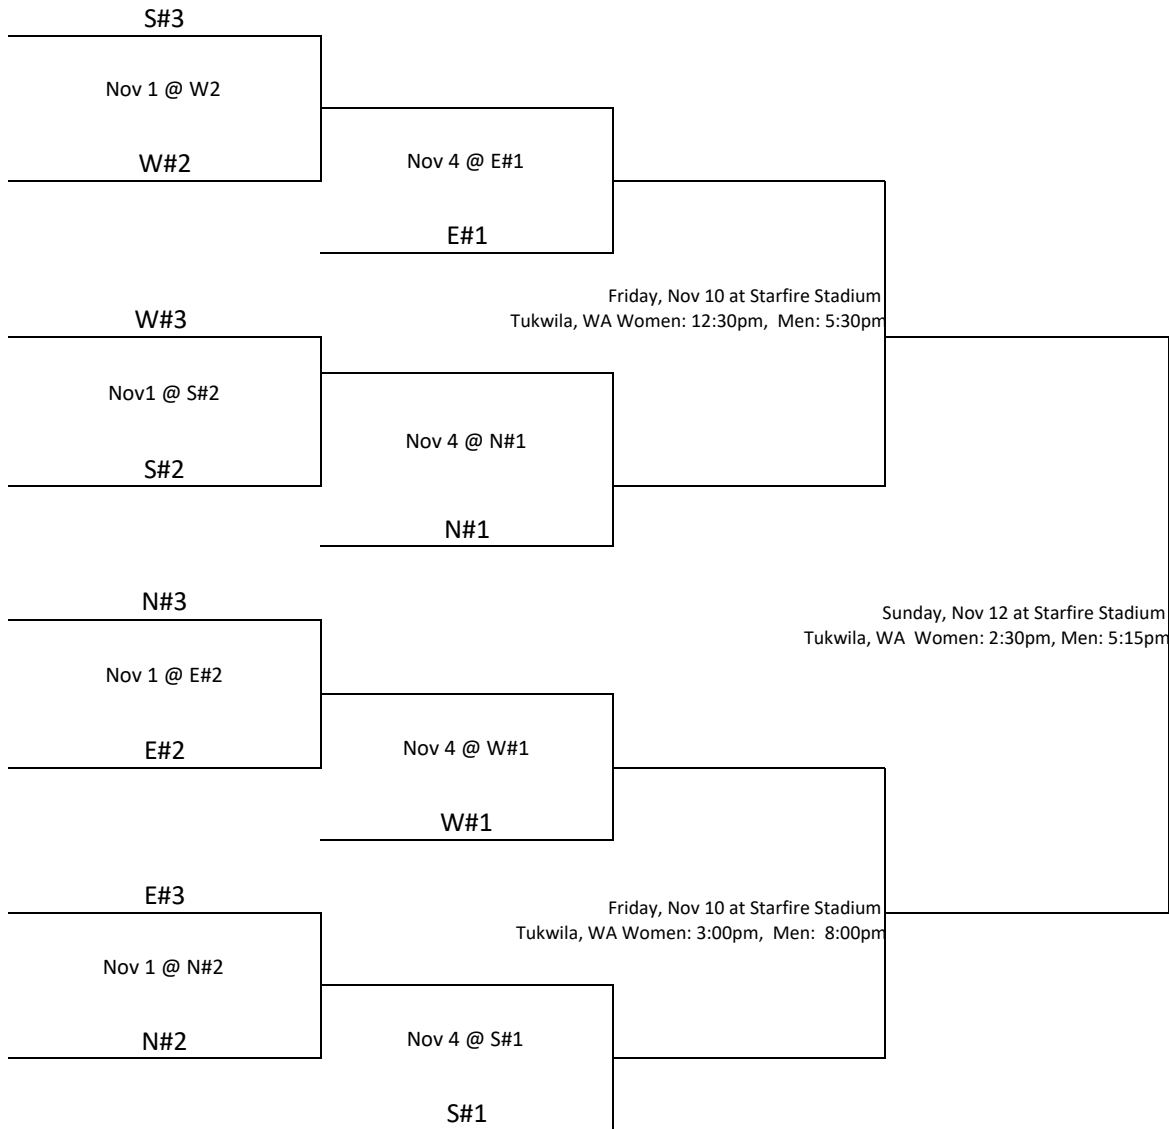 S#3
Nov 1 @ W2
W#2
Nov 4 @ E#1
E#1
Friday, Nov 10 at Starfire Stadium
Tukwila, WA Women: 12:30pm, Men: 5:30pm
W#3
Nov1 @ S#2
S#2
Nov 4 @ N#1
N#1
N#3
Sunday, Nov 12 at Starfire Stadium
Tukwila, WA Women: 2:30pm, Men: 5:15pm
Nov 1 @ E#2
E#2
Nov 4 @ W#1
W#1
E#3
Friday, Nov 10 at Starfire Stadium
Tukwila, WA Women: 3:00pm, Men: 8:00pm
Nov 1 @ N#2
N#2
Nov 4 @ S#1
S#1